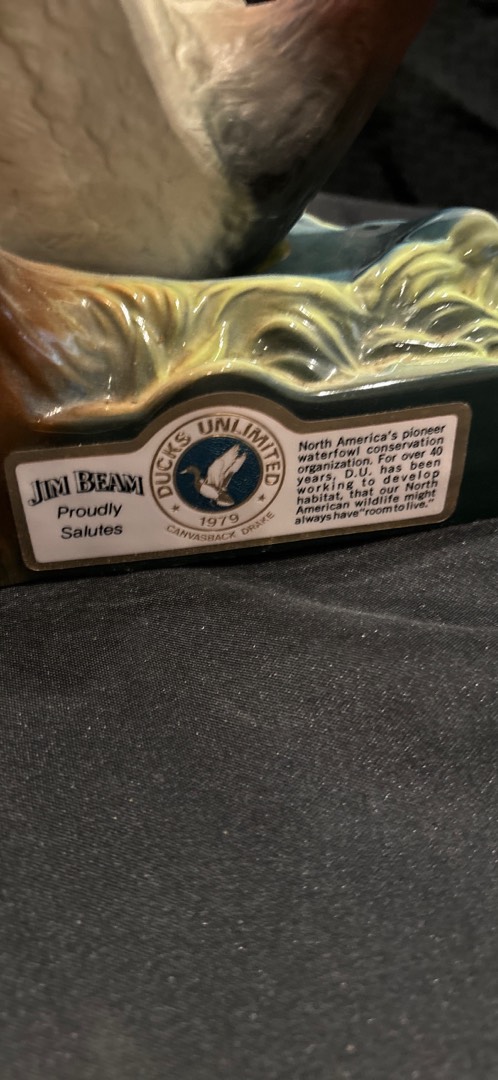 JIM BEAM
Proudly
Salutes
DUCKS UNLIMITED
1979
CANVASBACK DRAKE
North America's pioneer
waterfowl conservation
organization. For over 40
years, D.U. has been
working to develop
habitat, that our North
American wildlife might
always have "room to live."